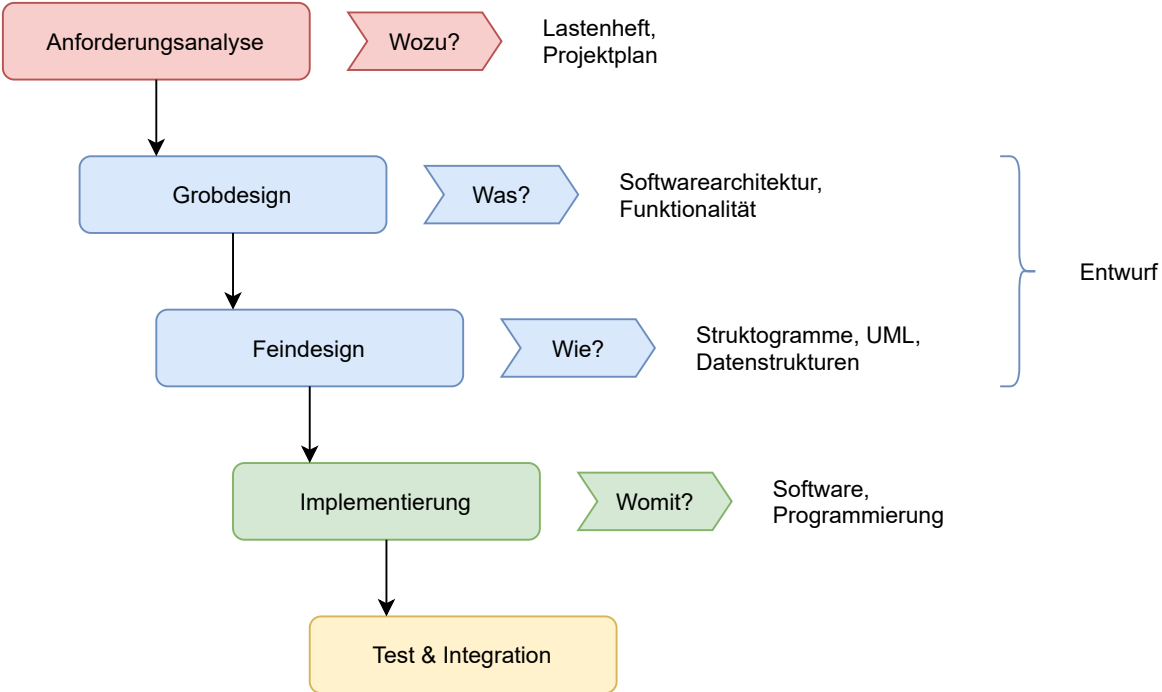 Anforderungsanalyse
Wozu?
Lastenheft,
Projektplan
Grobdesign
Was?
Softwarearchitektur,
Funktionalität
Entwurf
Feindesign
Wie?
Struktogramme, UML,
Datenstrukturen
Implementierung
Womit?
Software,
Programmierung
Test & Integration